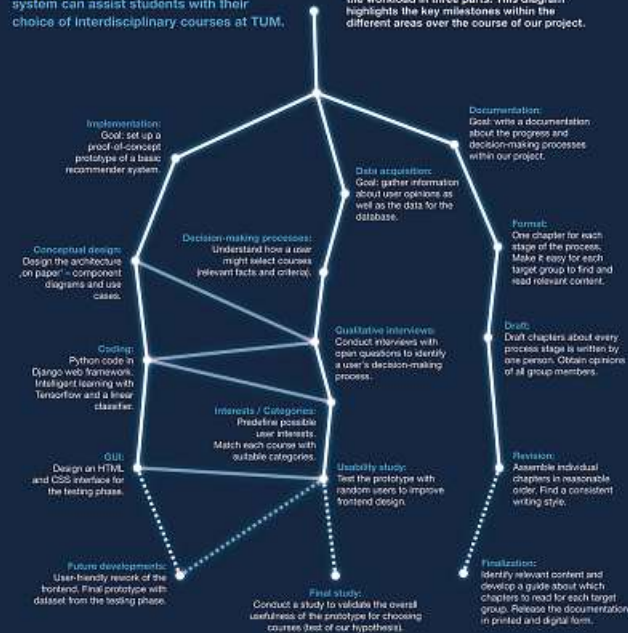 system can assist students with their
choice of interdisciplinary courses at TUM.
the workload in three parts. This diagram
highlights the key milestones within the
different areas over the course of our project.
Implementation:
Goal: set up a
proof-of-concept
prototype of a basic
recommender system.
Documentation:
Goal: write a documentation
about the progress and
decision-making processes
within our project.
Data acquisition:
Goal: gather information
about user opinions as
well as the data for the
database.
Conceptual design:
Design the architecture
‚on paper' – component
diagrams and use
cases.
Decision-making processes:
Understand how a user
might select courses
(relevant facts and criteria).
Format:
One chapter for each
stage of the process.
Make it easy for each
target group to find and
read relevant content.
Coding:
Python code in
Django web framework.
Intelligent learning with
Tensorflow and a linear
classifier.
Qualitative interviews:
Conduct interviews with
open questions to identify
a user's decision-making
process.
Draft:
Draft chapters about every
process stage is written by
one person. Obtain opinions
of all group members.
Interests / Categories:
Predefine possible
user interests.
Match each course with
suitable categories.
GUI:
Design an HTML
and CSS interface for
the testing phase.
Usability study:
Test the prototype with
random users to improve
frontend design.
Revision:
Assemble individual
chapters in reasonable
order. Find a consistent
writing style.
Future developments:
User-friendly rework of the
frontend. Final prototype with
dataset from the testing phase.
Final study:
Conduct a study to validate the overall
usefulness of the prototype for choosing
courses (test of our hypothesis).
Finalization:
Identify relevant content and
develop a guide about which
chapters to read for each target
group. Release the documentation
in printed and digital form.